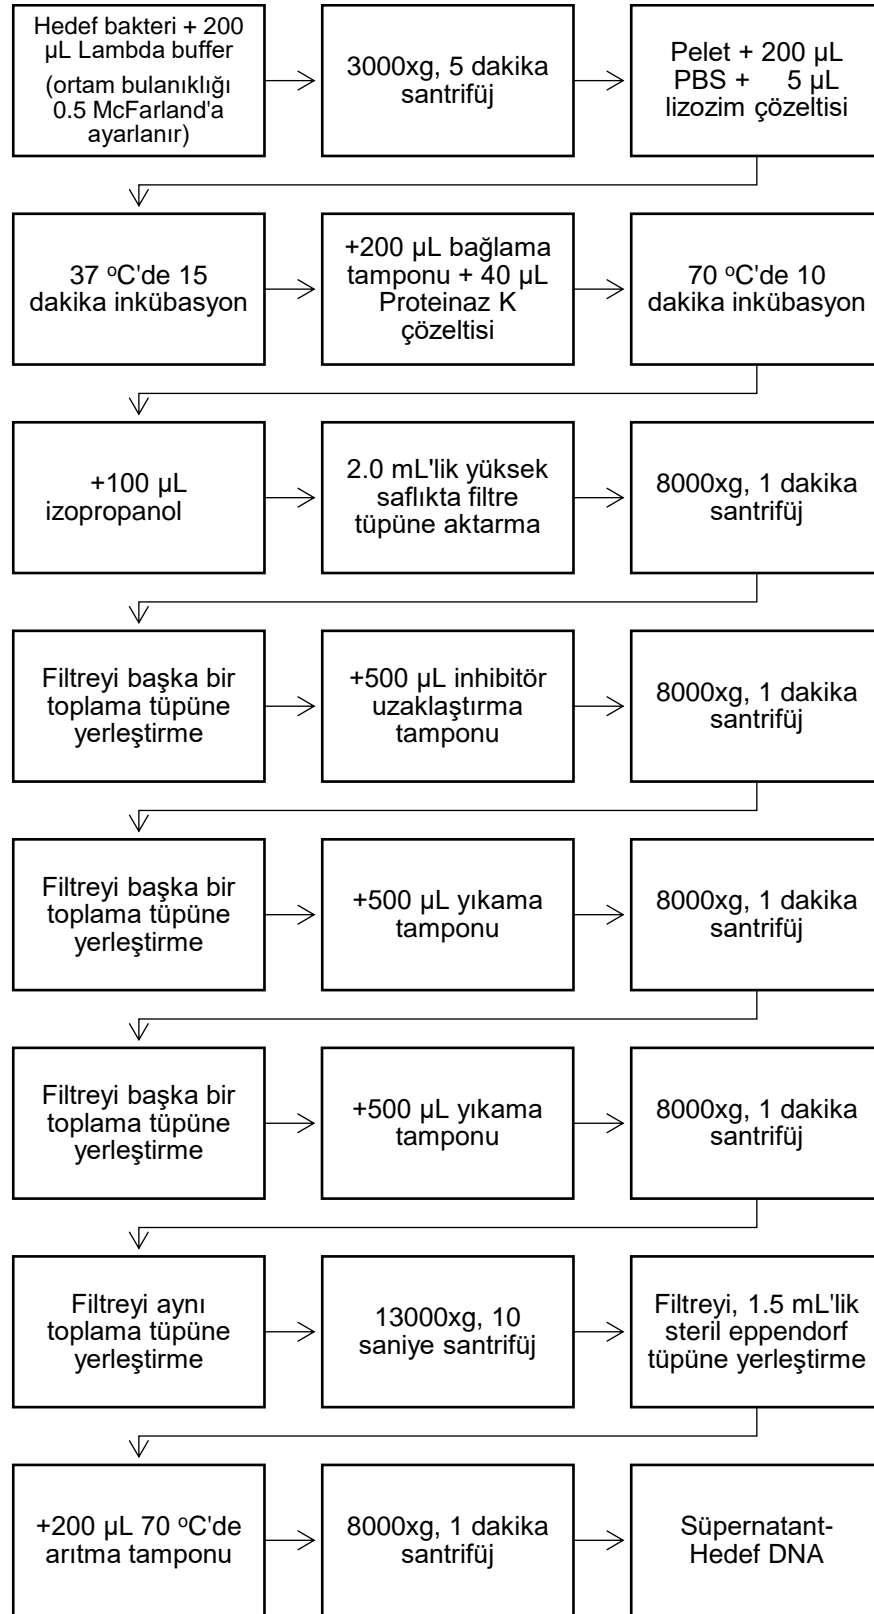 Hedef bakteri + 200
µL Lambda buffer
(ortam bulanıklığı
0.5 McFarland'a
ayarlanır)
3000xg, 5 dakika
santrifüj
Pelet + 200 µL
PBS + 5 µL
lizozim çözeltisi
37 ºC'de 15
dakika inkübasyon
+200 µL bağlama
tamponu + 40 µL
Proteinaz K
çözeltisi
70 ºC'de 10
dakika inkübasyon
+100 µL
izopropanol
2.0 mL'lik yüksek
saflıkta filtre
tüpüne aktarma
8000xg, 1 dakika
santrifüj
Filtreyi başka bir
toplama tüpüne
yerleştirme
+500 µL inhibitör
uzaklaştırma
tamponu
8000xg, 1 dakika
santrifüj
Filtreyi başka bir
toplama tüpüne
yerleştirme
+500 µL yıkama
tamponu
8000xg, 1 dakika
santrifüj
Filtreyi başka bir
toplama tüpüne
yerleştirme
+500 µL yıkama
tamponu
8000xg, 1 dakika
santrifüj
Filtreyi aynı
toplama tüpüne
yerleştirme
13000xg, 10
saniye santrifüj
Filtreyi, 1.5 mL'lik
steril eppendorf
tüpüne yerleştirme
+200 µL 70 ºC'de
arıtma tamponu
8000xg, 1 dakika
santrifüj
Süpernatant-
Hedef DNA